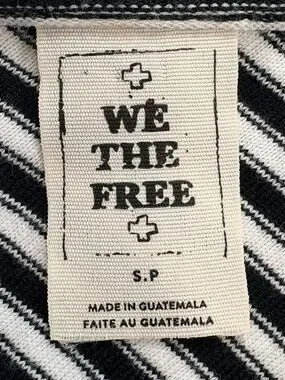 WE
THE
FREE
S.P
MADE IN GUATEMALA
FAITE AU GUATEMALA